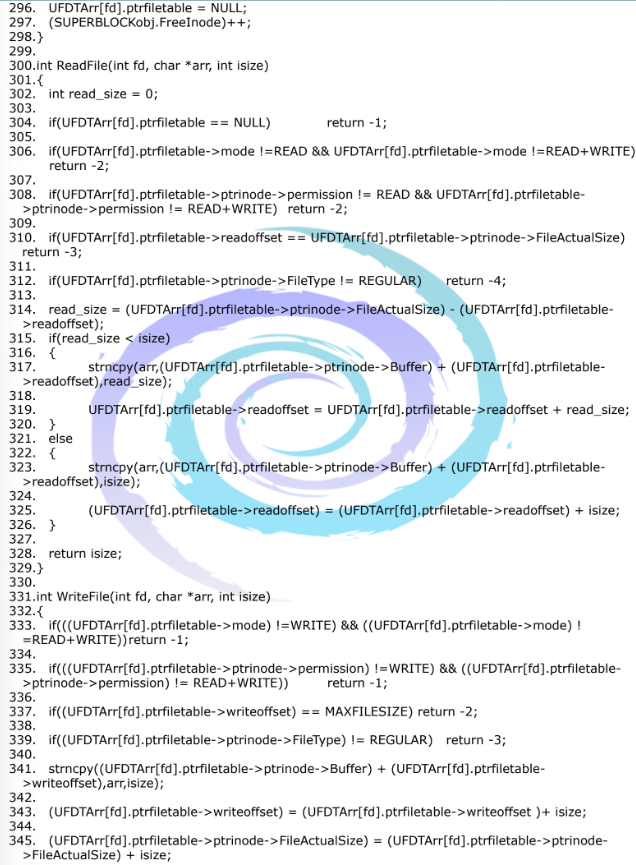 296. UFDTArr[fd].ptrfiletable = NULL;
297. (SUPERBLOCKobj.FreeInode)++;
298.}
299.
300.int ReadFile(int fd, char *arr, int isize)
301.{
302. int read_size = 0;
303.
304. if(UFDTArr[fd].ptrfiletable == NULL) return -1;
305.
306. if(UFDTArr[fd].ptrfiletable->mode !=READ && UFDTArr[fd].ptrfiletable->mode !=READ+WRITE)
return -2;
307.
308. if(UFDTArr[fd].ptrfiletable->ptrinode->permission != READ && UFDTArr[fd].ptrfiletable-
>ptrinode->permission != READ+WRITE) return -2;
309.
310. if(UFDTArr[fd].ptrfiletable->readoffset == UFDTArr[fd].ptrfiletable->ptrinode->FileActualSize)
return -3;
311.
312. if(UFDTArr[fd].ptrfiletable->ptrinode->FileType != REGULAR) return -4;
313.
314. read_size = (UFDTArr[fd].ptrfiletable->ptrinode->FileActualSize) - (UFDTArr[fd].ptrfiletable-
>readoffset);
315. if(read_size < isize)
316. {
317. strncpy(arr,(UFDTArr[fd].ptrfiletable->ptrinode->Buffer) + (UFDTArr[fd].ptrfiletable-
>readoffset),read_size);
318.
319. UFDTArr[fd].ptrfiletable->readoffset = UFDTArr[fd].ptrfiletable->readoffset + read_size;
320. }
321. else
322. {
323. strncpy(arr,(UFDTArr[fd].ptrfiletable->ptrinode->Buffer) + (UFDTArr[fd].ptrfiletable-
>readoffset),isize);
324.
325. (UFDTArr[fd].ptrfiletable->readoffset) = (UFDTArr[fd].ptrfiletable->readoffset) + isize;
326. }
327.
328. return isize;
329.}
330.
331.int WriteFile(int fd, char *arr, int isize)
332.{
333. if(((UFDTArr[fd].ptrfiletable->mode) !=WRITE) && ((UFDTArr[fd].ptrfiletable->mode) !
=READ+WRITE))return -1;
334.
335. if(((UFDTArr[fd].ptrfiletable->ptrinode->permission) !=WRITE) && ((UFDTArr[fd].ptrfiletable-
>ptrinode->permission) != READ+WRITE)) return -1;
336.
337. if((UFDTArr[fd].ptrfiletable->writeoffset) == MAXFILESIZE) return -2;
338.
339. if((UFDTArr[fd].ptrfiletable->ptrinode->FileType) != REGULAR) return -3;
340.
341. strncpy((UFDTArr[fd].ptrfiletable->ptrinode->Buffer) + (UFDTArr[fd].ptrfiletable-
>writeoffset),arr,isize);
342.
343. (UFDTArr[fd].ptrfiletable->writeoffset) = (UFDTArr[fd].ptrfiletable->writeoffset )+ isize;
344.
345. (UFDTArr[fd].ptrfiletable->ptrinode->FileActualSize) = (UFDTArr[fd].ptrfiletable->ptrinode-
>FileActualSize) + isize;